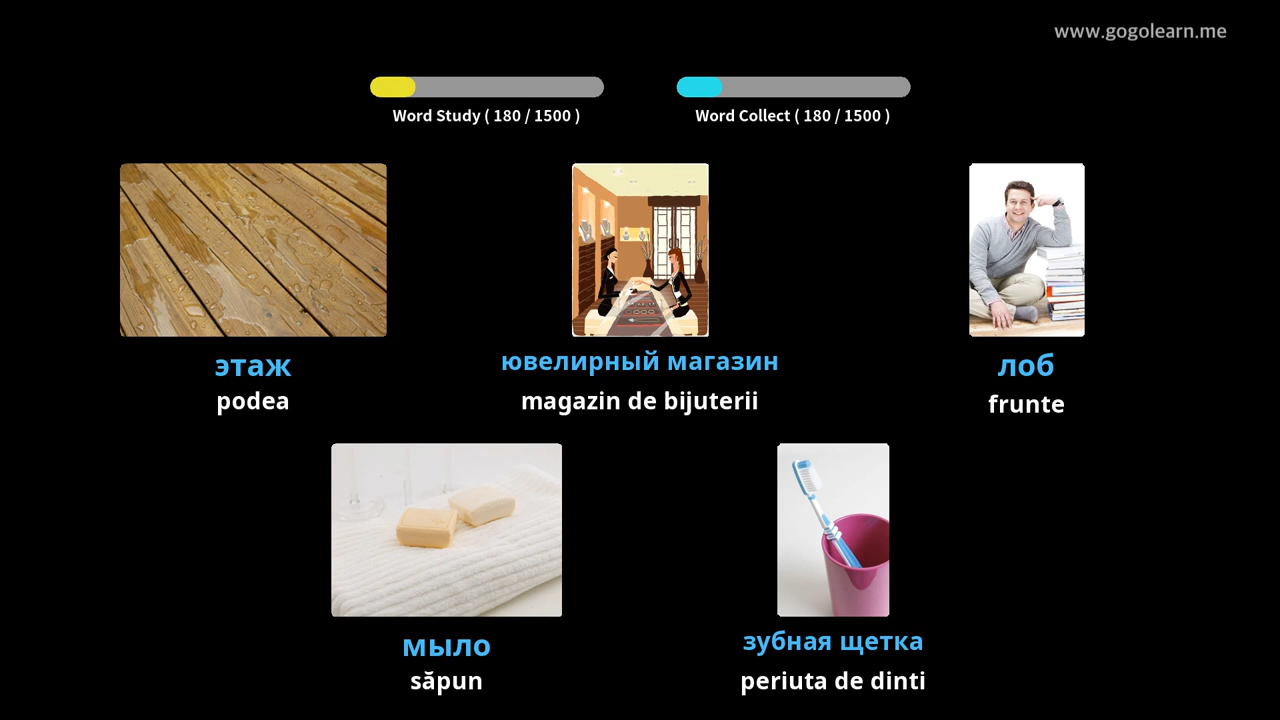 www.gogolearn.me
Word Study ( 180 / 1500 )
Word Collect ( 180 / 1500 )
этаж
podea
ювелирный магазин
magazin de bijuterii
лоб
frunte
мыло
săpun
зубная щетка
periuta de dinti